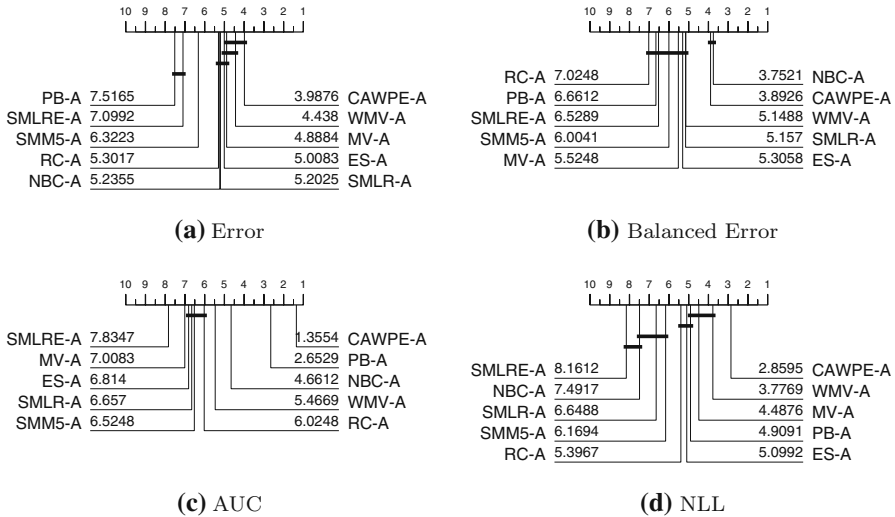 10 9 8 7 6 5 4 3 2 1
PB-A 7.5165 3.9876 CAWPE-A
SMLRE-A 7.0992 4.438 WMV-A
SMM5-A 6.3223 4.8884 MV-A
RC-A 5.3017 5.0083 ES-A
NBC-A 5.2355 5.2025 SMLR-A
(a) Error
10 9 8 7 6 5 4 3 2 1
RC-A 7.0248 3.7521 NBC-A
PB-A 6.6612 3.8926 CAWPE-A
SMLRE-A 6.5289 5.1488 WMV-A
SMM5-A 6.0041 5.157 SMLR-A
MV-A 5.5248 5.3058 ES-A
(b) Balanced Error
10 9 8 7 6 5 4 3 2 1
SMLRE-A 7.8347 1.3554 CAWPE-A
MV-A 7.0083 2.6529 PB-A
ES-A 6.814 4.6612 NBC-A
SMLR-A 6.657 5.4669 WMV-A
SMM5-A 6.5248 6.0248 RC-A
(c) AUC
10 9 8 7 6 5 4 3 2 1
SMLRE-A 8.1612 2.8595 CAWPE-A
NBC-A 7.4917 3.7769 WMV-A
SMLR-A 6.6488 4.4876 MV-A
SMM5-A 6.1694 4.9091 PB-A
RC-A 5.3967 5.0992 ES-A
(d) NLL